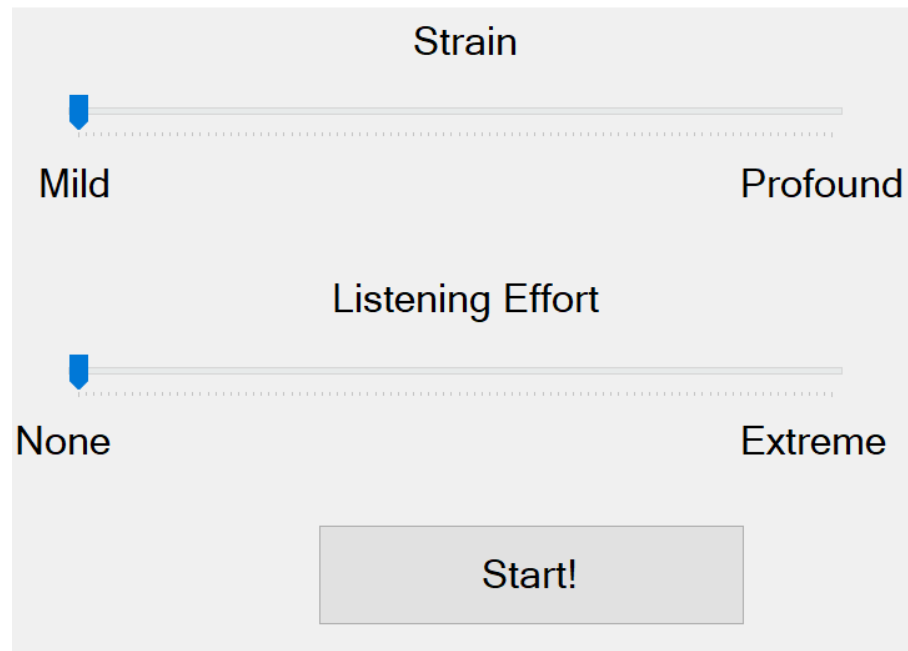 Strain
Mild Profound
Listening Effort
None Extreme
Start!